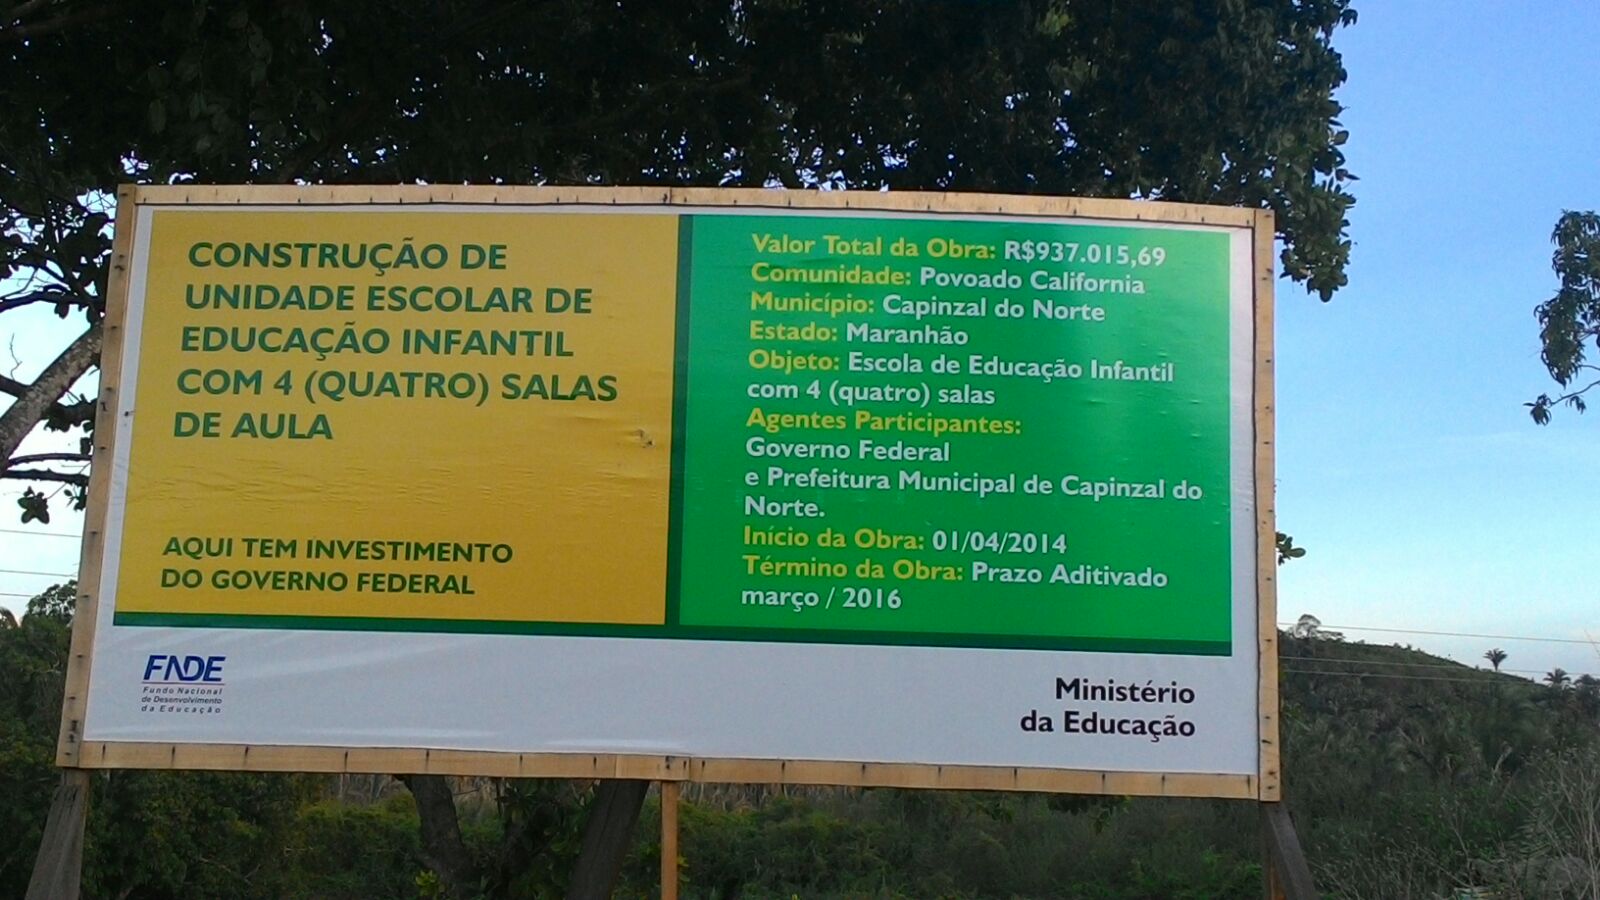 CONSTRUÇÃO DE
UNIDADE ESCOLAR DE
EDUCAÇÃO INFANTIL
COM 4 (QUATRO) SALAS
DE AULA
AQUI TEM INVESTIMENTO
DO GOVERNO FEDERAL
Valor Total da Obra: R$937.015,69
Comunidade: Povoado California
Município: Capinzal do Norte
Estado: Maranhão
Objeto: Escola de Educação Infantil
com 4 (quatro) salas
Agentes Participantes:
Governo Federal
e Prefeitura Municipal de Capinzal do
Norte.
Início da Obra: 01/04/2014
Término da Obra: Prazo Aditivado
março / 2016
FNDE
Fundo Nacional
de Desenvolvimento
da Educação
Ministério
da Educação